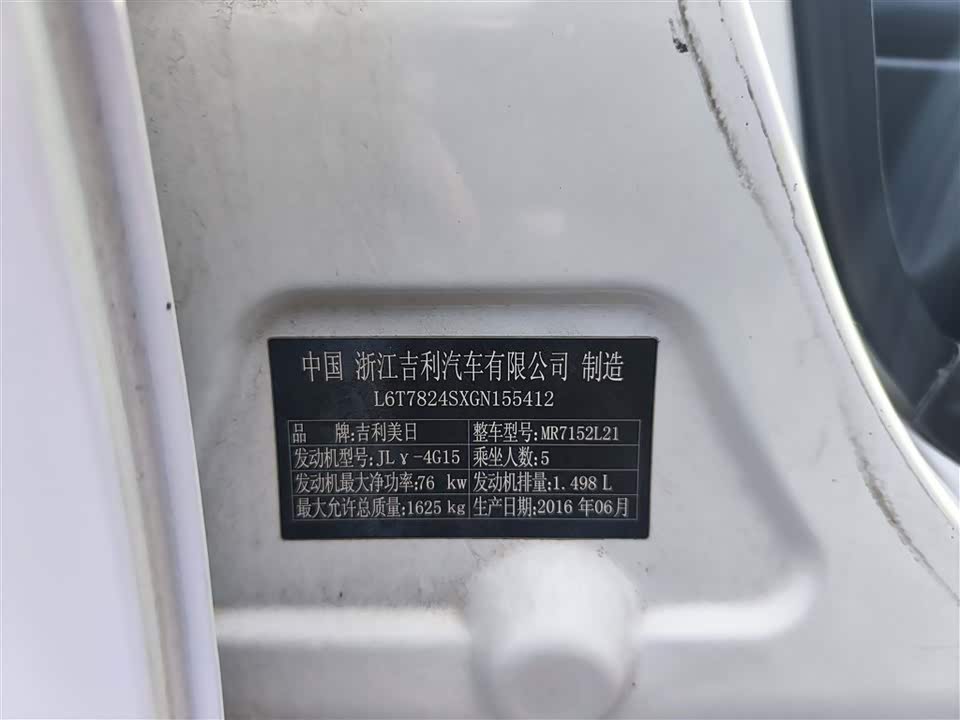 中国 浙江吉利汽车有限公司 制造
L6T7824SXGN155412
品 牌:吉利美日 整车型号:MR7152L21
发动机型号:JLγ-4G15 乘坐人数:5
发动机最大净功率:76 kw 发动机排量:1.498 L
最大允许总质量:1625 kg 生产日期:2016 年06月